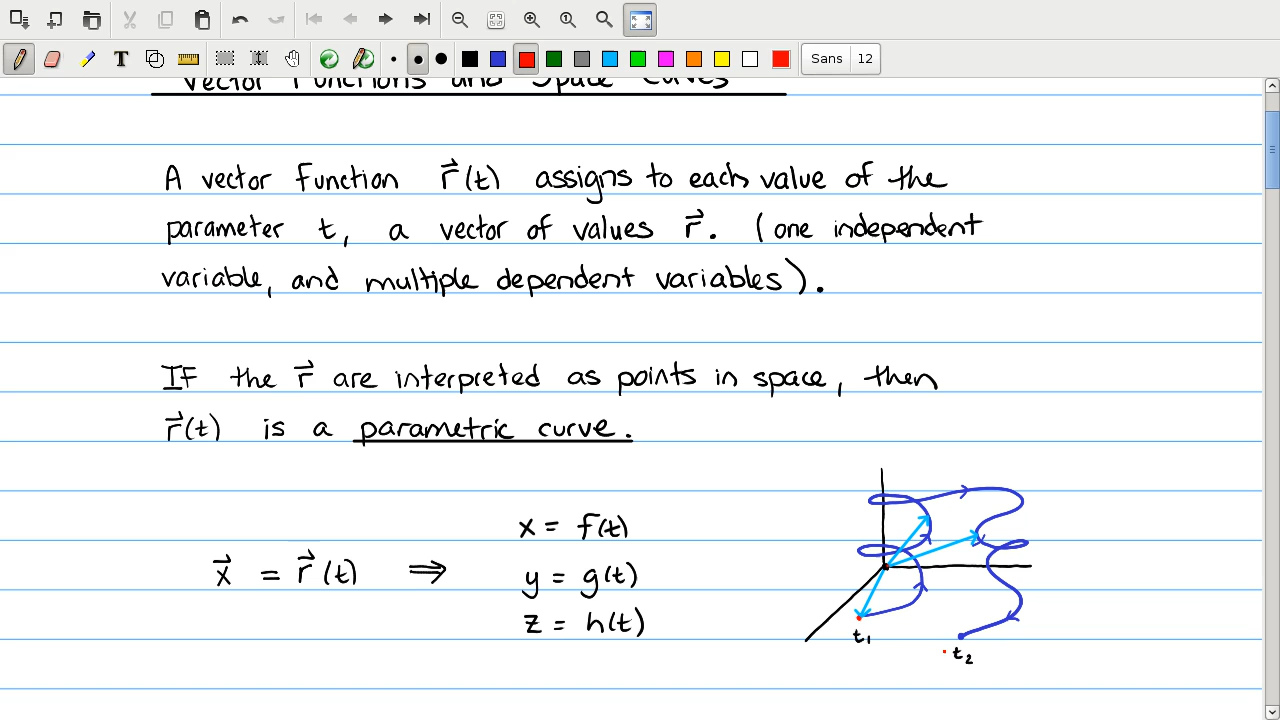 Sans 12
Vector Functions and Space Curves
A vector function r⃗(t) assigns to each value of the
parameter t, a vector of values r⃗. (one independent
variable, and multiple dependent variables).
If the r⃗ are interpreted as points in space, then
r⃗(t) is a parametric curve.
x = f(t)
x⃗ = r⃗(t) ⇒ y = g(t)
z = h(t)
t₁
t₂